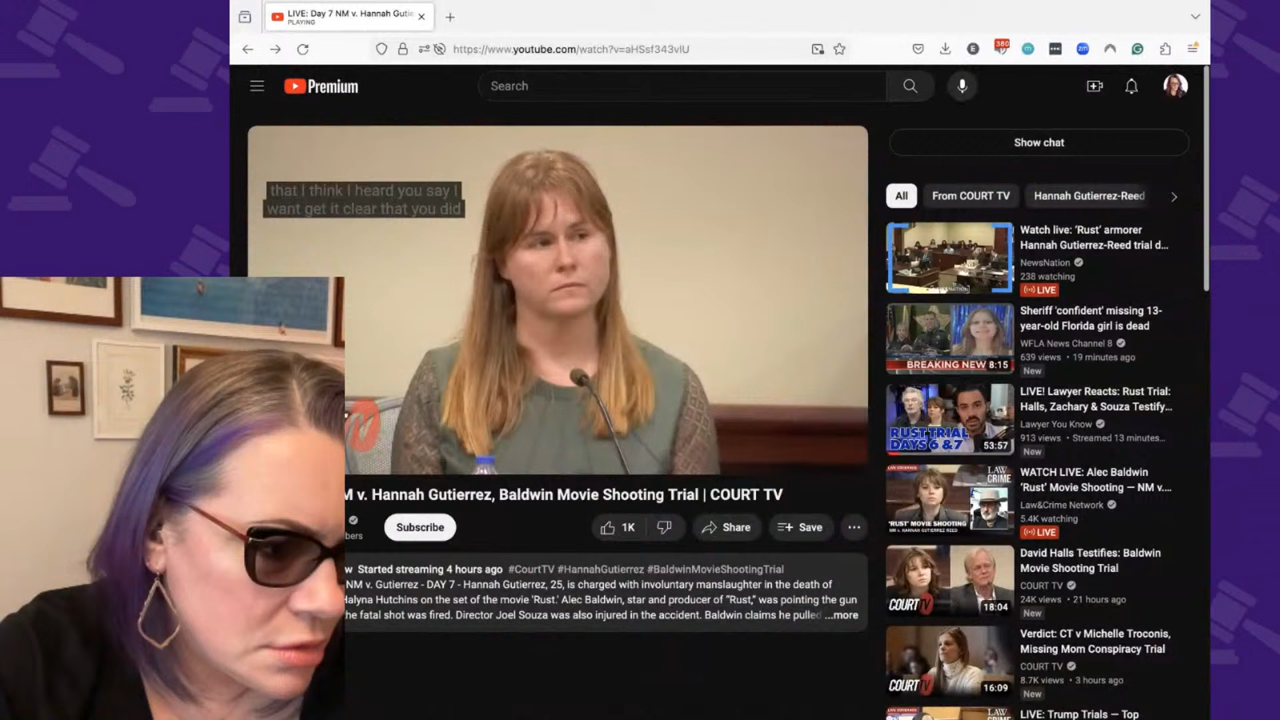 LIVE: Day 7 NM v. Hannah Gutie
PLAYING
https://www.youtube.com/watch?v=aHSsf343vIU
380
Premium
Search
Show chat
that I think I heard you say I
want get it clear that you did
All
From COURT TV
Hannah Gutierrez-Reed
Watch live: ‘Rust’ armorer
Hannah Gutierrez-Reed trial d...
NewsNation
238 watching
LIVE
Sheriff 'confident' missing 13-
year-old Florida girl is dead
WFLA News Channel 8
639 views • 19 minutes ago
New
BREAKING NEW
8:15
LIVE! Lawyer Reacts: Rust Trial:
Halls, Zachary & Souza Testify...
Lawyer You Know
913 views • Streamed 13 minutes...
New
RUST TRIAL
DAYS 6 & 7
53:57
WATCH LIVE: Alec Baldwin
'Rust' Movie Shooting — NM v...
Law&Crime Network
5.4K watching
LIVE
LAW
CRIME
'RUST' MOVIE SHOOTING
David Halls Testifies: Baldwin
Movie Shooting Trial
COURT TV
24K views • 21 hours ago
New
COURT TV
18:04
Verdict: CT v Michelle Troconis,
Missing Mom Conspiracy Trial
COURT TV
8.7K views • 3 hours ago
New
COURT TV
16:09
LIVE: Trump Trials — Top
M v. Hannah Gutierrez, Baldwin Movie Shooting Trial | COURT TV
bers
Subscribe
1K
Share
Save
w Started streaming 4 hours ago #CourtTV #HannahGutierrez #BaldwinMovieShootingTrial
NM v. Gutierrez - DAY 7 - Hannah Gutierrez, 25, is charged with involuntary manslaughter in the death of
Halyna Hutchins on the set of the movie 'Rust.' Alec Baldwin, star and producer of "Rust," was pointing the gun
he fatal shot was fired. Director Joel Souza was also injured in the accident. Baldwin claims he pulled ...more